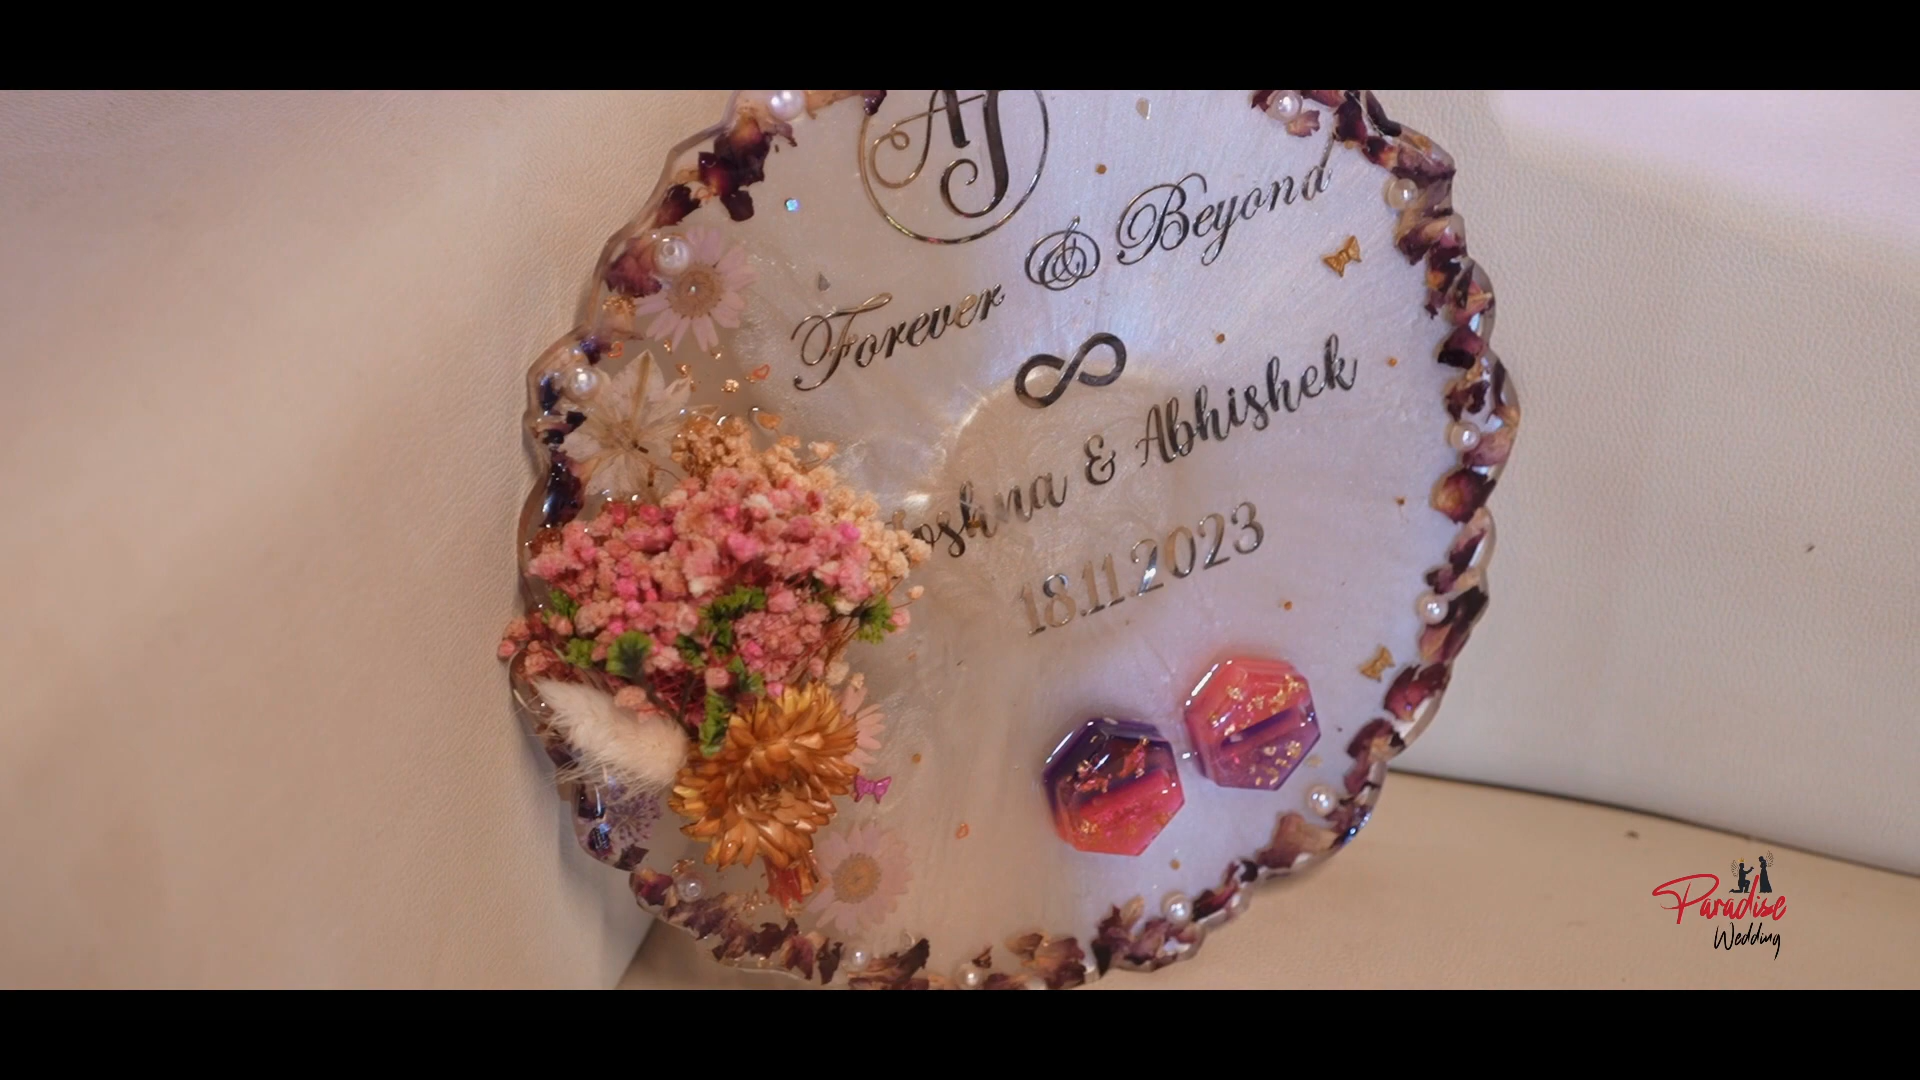 AJ
Forever & Beyond
& Abhishek
18.11.2023
Paradise
Wedding